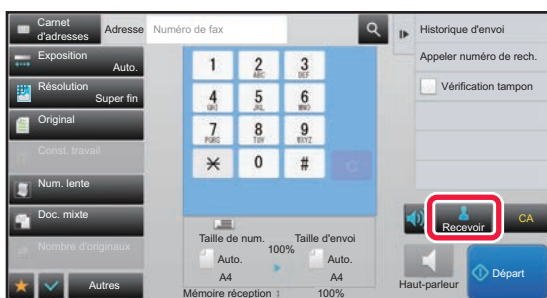 Carnet d'adresses
Adresse
Numéro de fax
Historique d'envoi
Exposition
Auto.
Appeler numéro de rech.
Résolution
Super fin
Vérification tampon
Original
Const. travail
Num. lente
Doc. mixte
Nombre d'originaux
Autres
1
2 ABC
3 DEF
4 GHI
5 JKL
6 MNO
7 PQRS
8 TUV
9 WXYZ
0
#
C
Taille de num.
100%
Taille d'envoi
Auto.
Auto.
A4
A4
Mémoire réception :
100%
Recevoir
CA
Haut-parleur
Départ